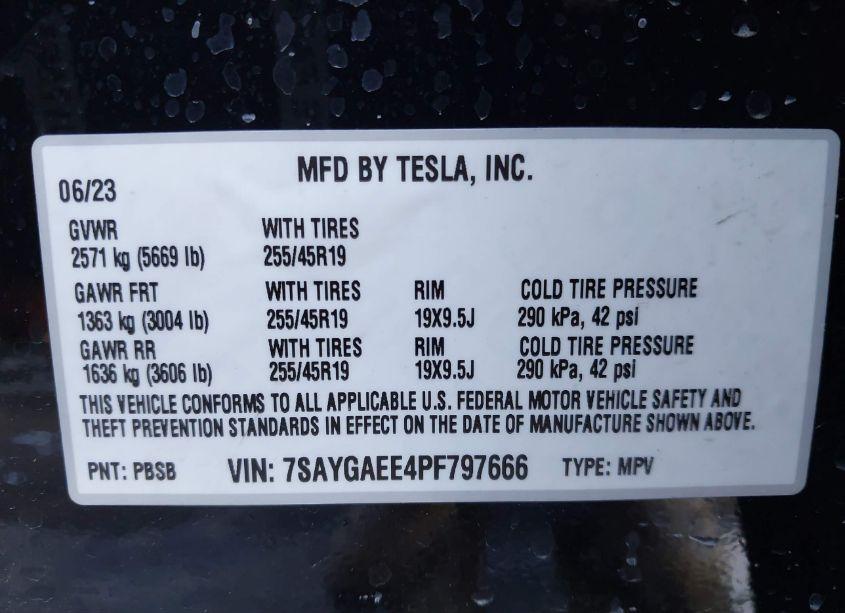 MFD BY TESLA, INC.
06/23
GVWR WITH TIRES
2571 kg (5669 lb) 255/45R19
GAWR FRT WITH TIRES RIM COLD TIRE PRESSURE
1363 kg (3004 lb) 255/45R19 19X9.5J 290 kPa, 42 psi
GAWR RR WITH TIRES RIM COLD TIRE PRESSURE
1636 kg (3606 lb) 255/45R19 19X9.5J 290 kPa, 42 psi
THIS VEHICLE CONFORMS TO ALL APPLICABLE U.S. FEDERAL MOTOR VEHICLE SAFETY AND
THEFT PREVENTION STANDARDS IN EFFECT ON THE DATE OF MANUFACTURE SHOWN ABOVE.
PNT: PBSB VIN: 7SAYGAEE4PF797666 TYPE: MPV